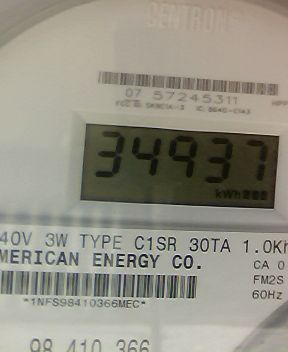 CENTRON
07 57245311
34937
kWh
40V 3W TYPE C1SR 30TA 1.0Kh
MERICAN ENERGY CO.
CA 0
FM2S
*1NFS98410366MEC*
60Hz
98 410 366